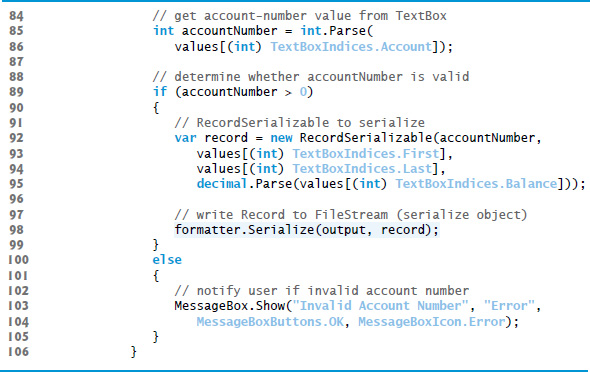 84 // get account-number value from TextBox
85 int accountNumber = int.Parse(
86 values[(int) TextBoxIndices.Account]);
87
88 // determine whether accountNumber is valid
89 if (accountNumber > 0)
90 {
91 // RecordSerializable to serialize
92 var record = new RecordSerializable(accountNumber,
93 values[(int) TextBoxIndices.First],
94 values[(int) TextBoxIndices.Last],
95 decimal.Parse(values[(int) TextBoxIndices.Balance]));
96
97 // write Record to FileStream (serialize object)
98 formatter.Serialize(output, record);
99 }
100 else
101 {
102 // notify user if invalid account number
103 MessageBox.Show("Invalid Account Number", "Error",
104 MessageBoxButtons.OK, MessageBoxIcon.Error);
105 }
106 }